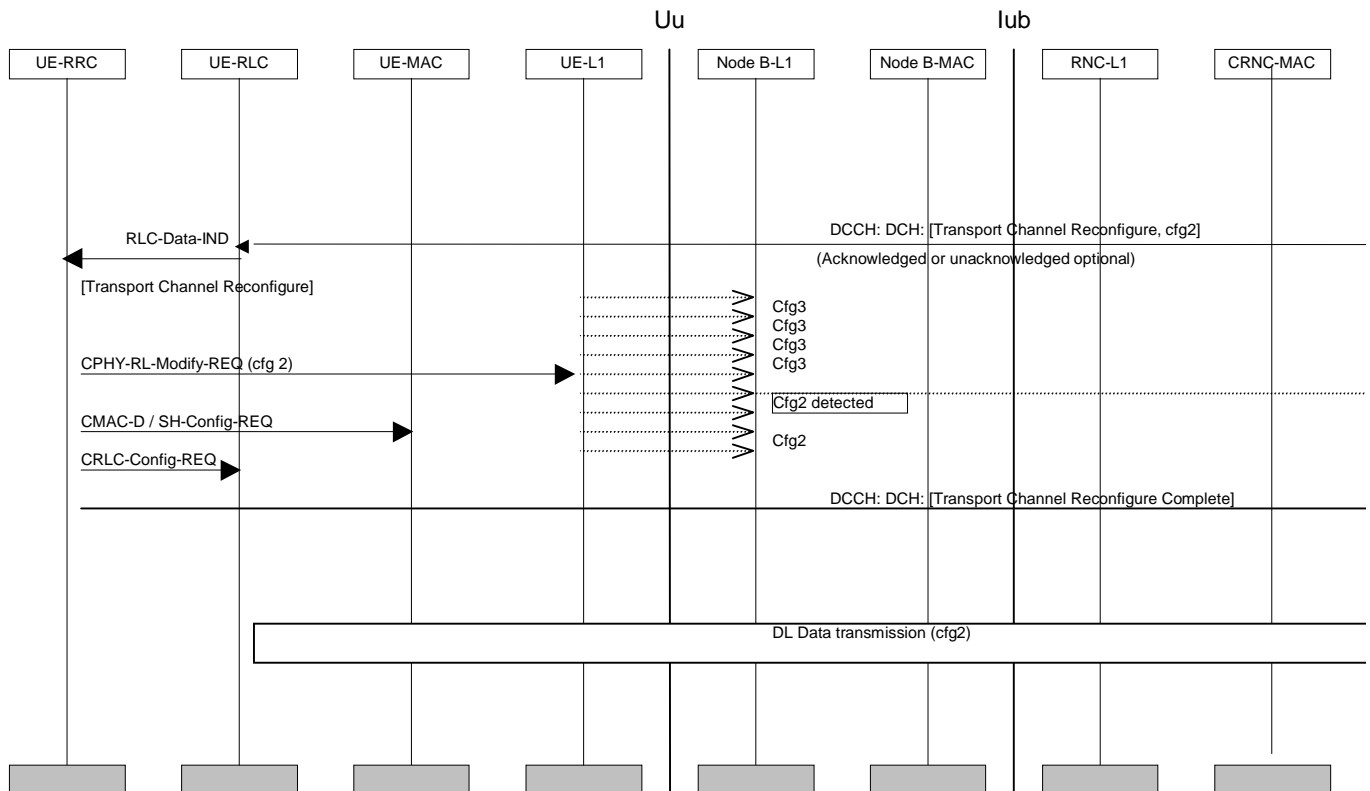 Uu
Iub
UE-RRC
UE-RLC
UE-MAC
UE-L1
Node B-L1
Node B-MAC
RNC-L1
CRNC-MAC
DCCH: DCH: [Transport Channel Reconfigure, cfg2]
RLC-Data-IND
(Acknowledged or unacknowledged optional)
[Transport Channel Reconfigure]
Cfg3
Cfg3
Cfg3
Cfg3
CPHY-RL-Modify-REQ (cfg 2)
Cfg2 detected
CMAC-D / SH-Config-REQ
Cfg2
CRLC-Config-REQ
DCCH: DCH: [Transport Channel Reconfigure Complete]
DL Data transmission (cfg2)